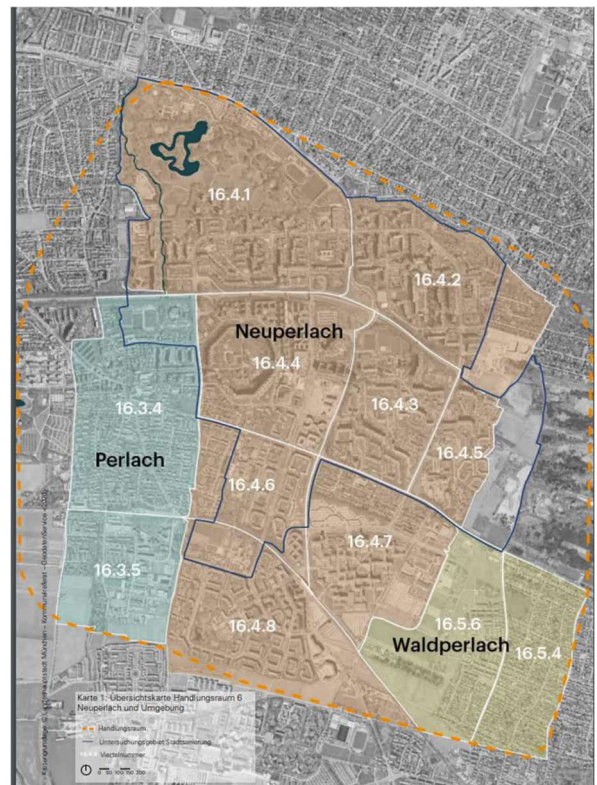 16.4.1
16.4.2
Neuperlach
16.4.4
16.4.3
16.3.4
Perlach
16.4.5
16.4.6
16.4.7
16.3.5
16.4.8
16.5.6
Waldperlach
16.5.4
Karte 1: Übersichtskarte Handlungsraum 6
Neuperlach und Umgebung
Handlungsraum
Untersuchungsgebiet Stadtsanierung
Viertelnummer
0 50 100 150 200